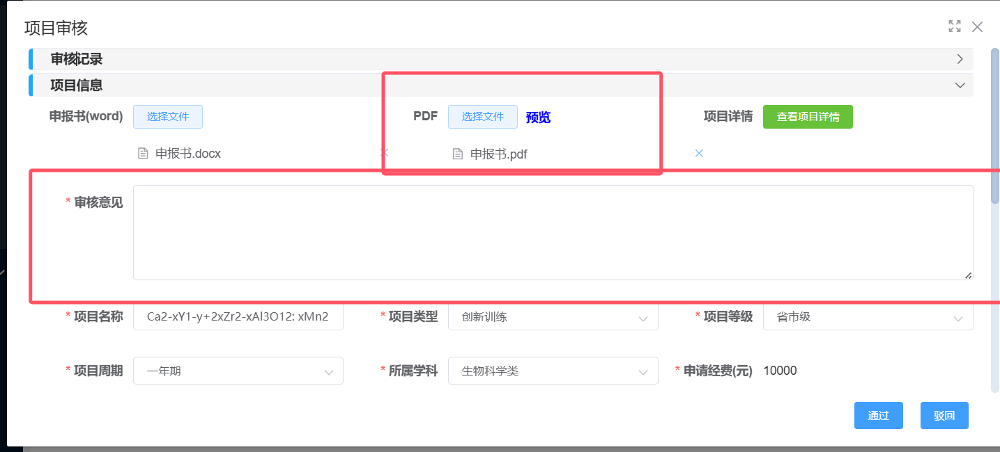 项目审核
审核记录
项目信息
申报书(word) 选择文件 PDF 选择文件 预览 项目详情 查看项目详情
申报书.docx 申报书.pdf
* 审核意见
* 项目名称 Ca2-xY1-y+2xZr2-xAl3O12: xMn2 * 项目类型 创新训练 * 项目等级 省市级
* 项目周期 一年期 * 所属学科 生物科学类 * 申请经费(元) 10000
通过 驳回